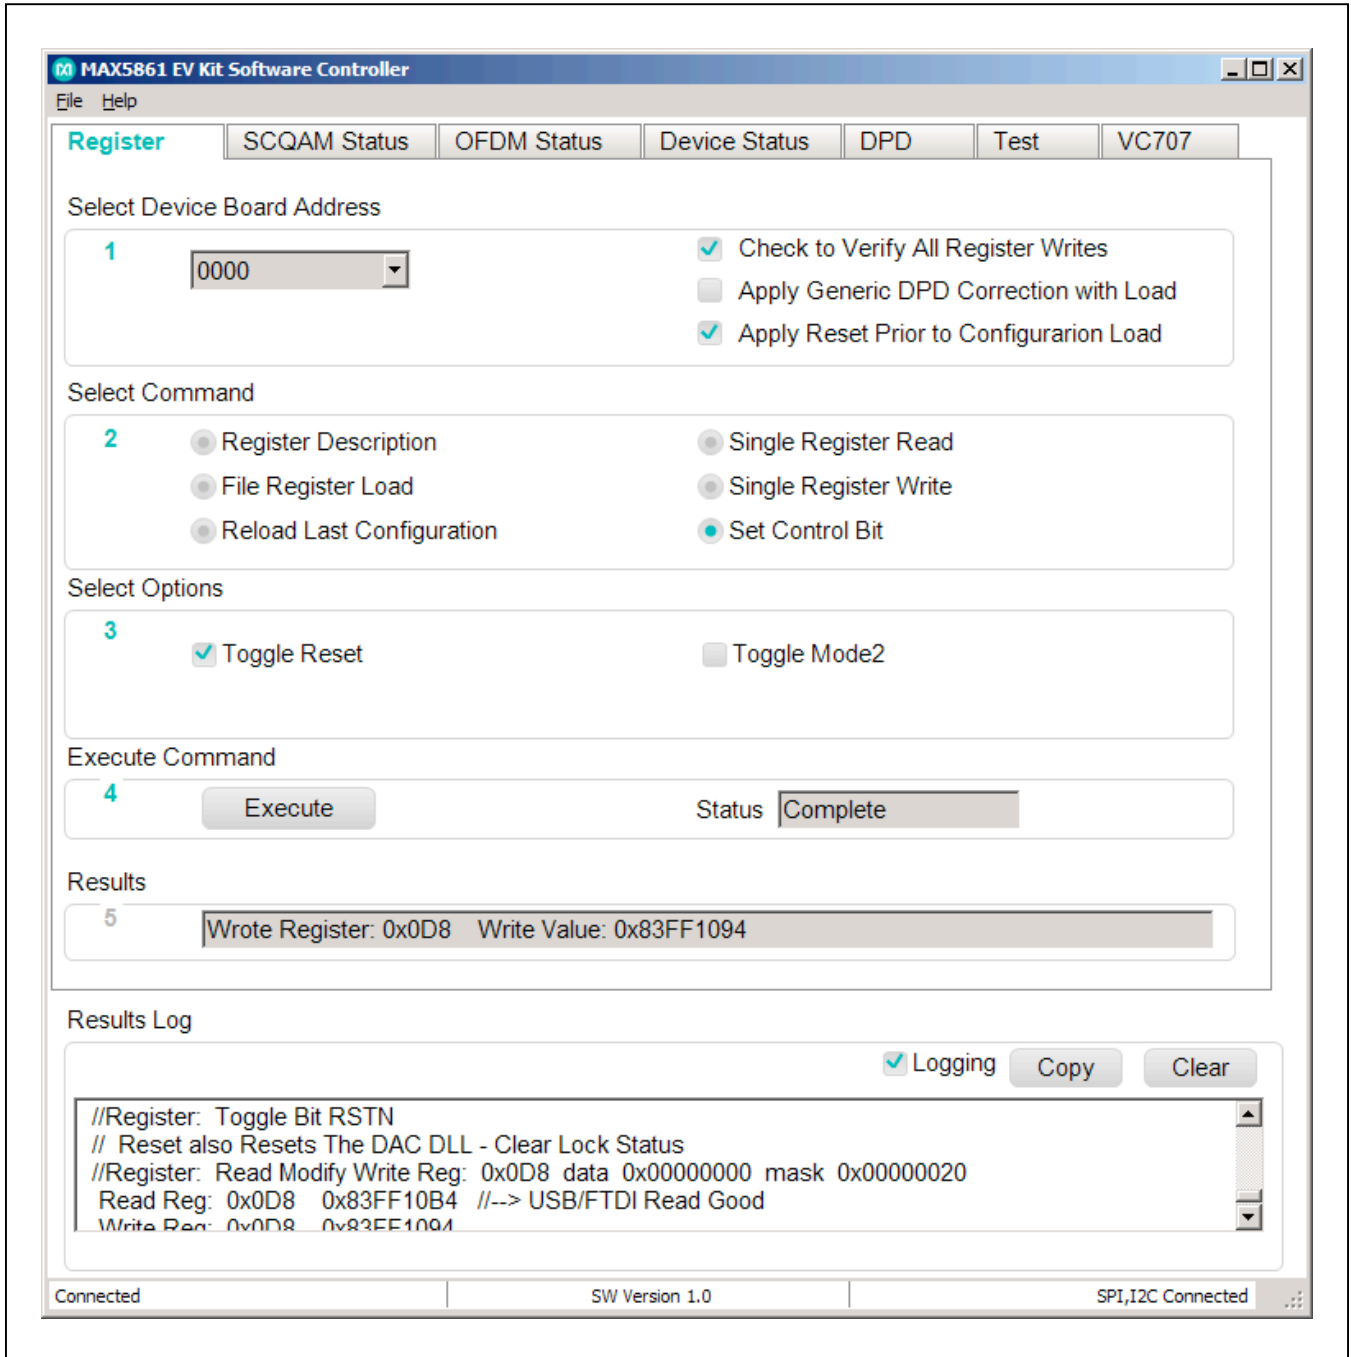 MAX5861 EV Kit Software Controller
File Help
Register SCQAM Status OFDM Status Device Status DPD Test VC707
Select Device Board Address
1
0000
Check to Verify All Register Writes
Apply Generic DPD Correction with Load
Apply Reset Prior to Configurarion Load
Select Command
2
Register Description Single Register Read
File Register Load Single Register Write
Reload Last Configuration Set Control Bit
Select Options
3
Toggle Reset Toggle Mode2
Execute Command
4
Execute Status Complete
Results
5
Wrote Register: 0x0D8 Write Value: 0x83FF1094
Results Log
Logging Copy Clear
//Register: Toggle Bit RSTN
// Reset also Resets The DAC DLL - Clear Lock Status
//Register: Read Modify Write Reg: 0x0D8 data 0x00000000 mask 0x00000020
Read Reg: 0x0D8 0x83FF10B4 //--> USB/FTDI Read Good
Write Reg: 0x0D8 0x83FF1094
Connected SW Version 1.0 SPI,I2C Connected